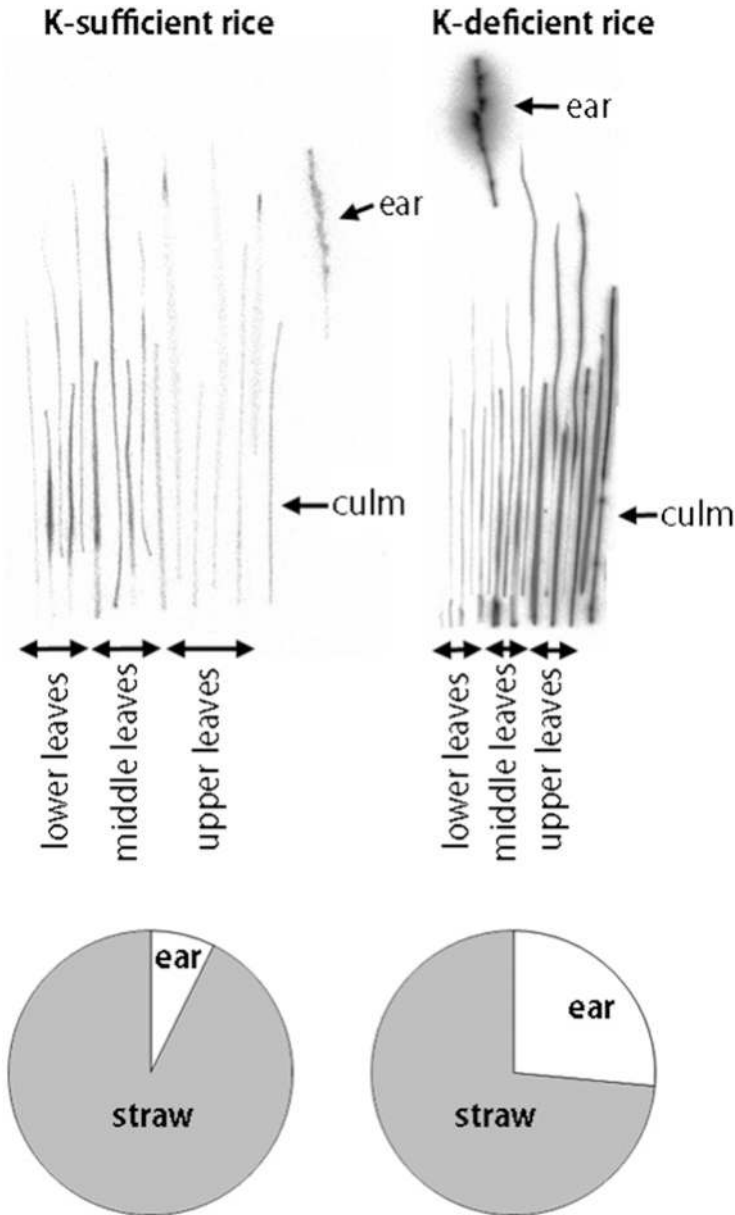 K-sufficient rice
K-deficient rice
ear
ear
culm
culm
lower leaves
middle leaves
upper leaves
lower leaves
middle leaves
upper leaves
ear
straw
ear
straw